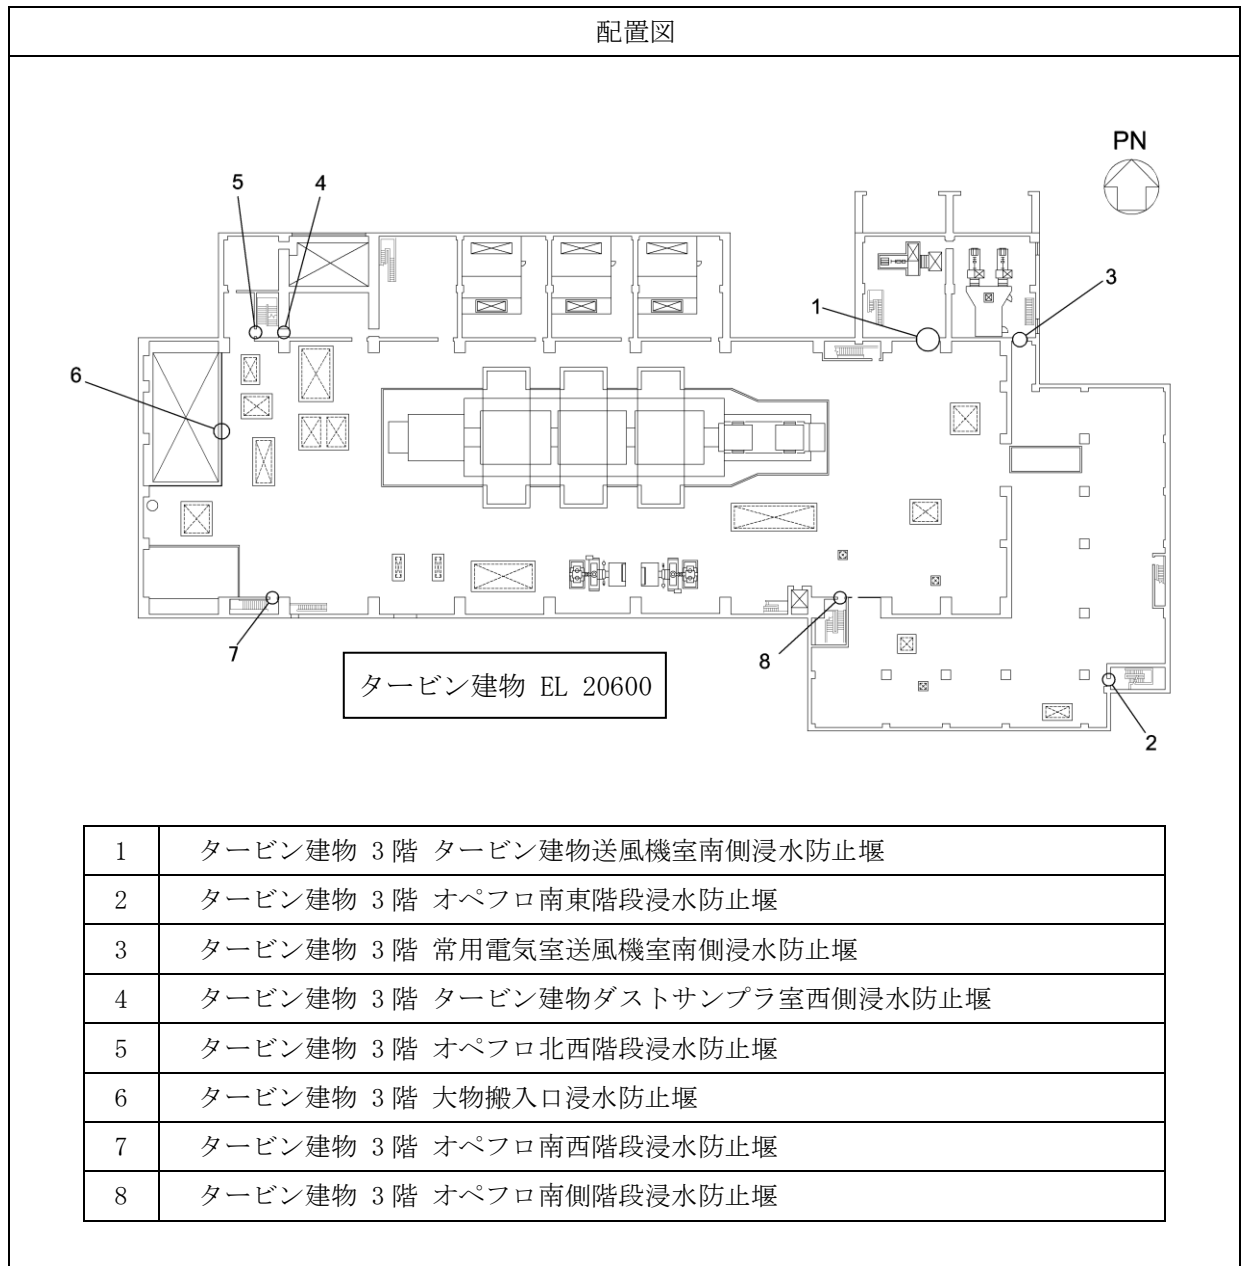 配置図
PN
5
4
3
1
6
7
8
2
タービン建物 EL 20600
1 タービン建物 3階 タービン建物送風機室南側浸水防止堰
2 タービン建物 3階 オペフロ南東階段浸水防止堰
3 タービン建物 3階 常用電気室送風機室南側浸水防止堰
4 タービン建物 3階 タービン建物ダストサンプラ室西側浸水防止堰
5 タービン建物 3階 オペフロ北西階段浸水防止堰
6 タービン建物 3階 大物搬入口浸水防止堰
7 タービン建物 3階 オペフロ南西階段浸水防止堰
8 タービン建物 3階 オペフロ南側階段浸水防止堰